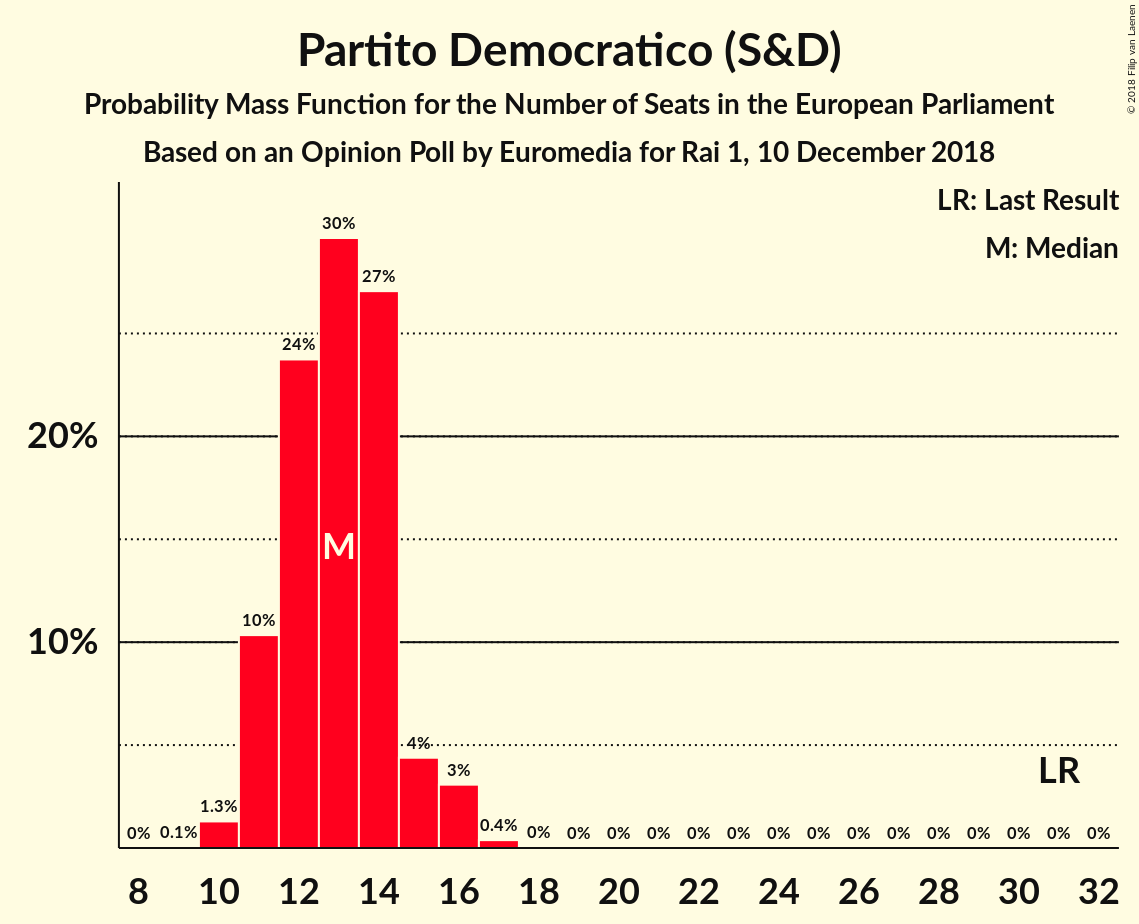 Partito Democratico (S&D)
Probability Mass Function for the Number of Seats in the European Parliament
Based on an Opinion Poll by Euromedia for Rai 1, 10 December 2018
© 2018 Filip van Laenen
LR: Last Result
M: Median
20%
10%
0% 0.1% 1.3% 10% 24% 30% 27% 4% 3% 0.4% 0% 0% 0% 0% 0% 0% 0% 0% 0% 0% 0% 0% 0% 0% 0%
M
LR
8 10 12 14 16 18 20 22 24 26 28 30 32